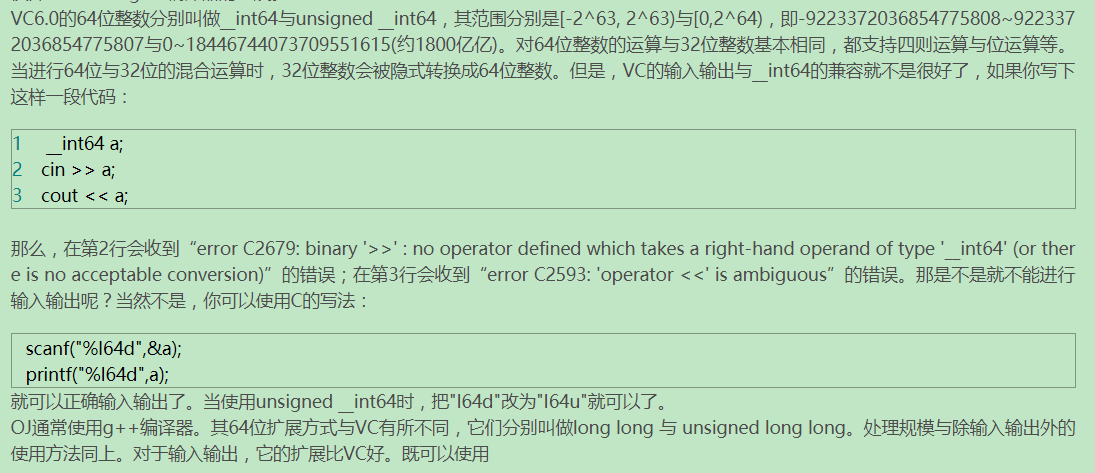 VC6.0的64位整数分别叫做__int64与unsigned __int64，其范围分别是[-2^63, 2^63)与[0,2^64)，即-9223372036854775808~922337
2036854775807与0~18446744073709551615(约1800亿亿)。对64位整数的运算与32位整数基本相同，都支持四则运算与位运算等。
当进行64位与32位的混合运算时，32位整数会被隐式转换成64位整数。但是，VC的输入输出与__int64的兼容就不是很好了，如果你写下
这样一段代码：
1 __int64 a;
2 cin >> a;
3 cout << a;
那么，在第2行会收到“error C2679: binary '>>' : no operator defined which takes a right-hand operand of type '__int64' (or ther
e is no acceptable conversion)”的错误；在第3行会收到“error C2593: 'operator <<' is ambiguous”的错误。那是不是就不能进行
输入输出呢？当然不是，你可以使用C的写法：
scanf("%I64d",&a);
printf("%I64d",a);
就可以正确输入输出了。当使用unsigned __int64时，把"I64d"改为"I64u"就可以了。
OJ通常使用g++编译器。其64位扩展方式与VC有所不同，它们分别叫做long long 与 unsigned long long。处理规模与除输入输出外的
使用方法同上。对于输入输出，它的扩展比VC好。既可以使用